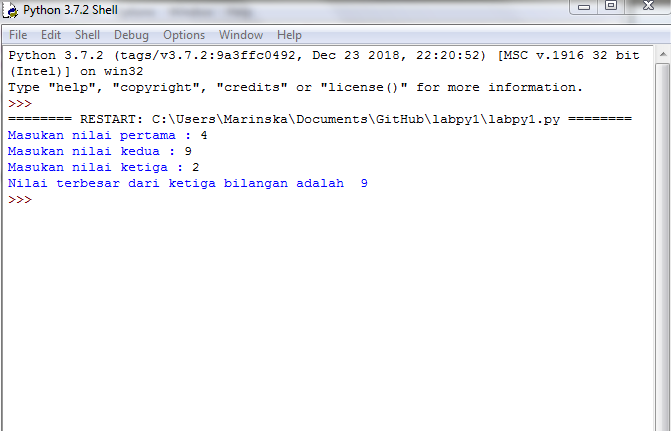 Python 3.7.2 Shell
File Edit Shell Debug Options Window Help
Python 3.7.2 (tags/v3.7.2:9a3ffc0492, Dec 23 2018, 22:20:52) [MSC v.1916 32 bit
(Intel)] on win32
Type "help", "copyright", "credits" or "license()" for more information.
>>>
======== RESTART: C:\Users\Marinska\Documents\GitHub\labpy1\labpy1.py ========
Masukan nilai pertama : 4
Masukan nilai kedua : 9
Masukan nilai ketiga : 2
Nilai terbesar dari ketiga bilangan adalah  9
>>>